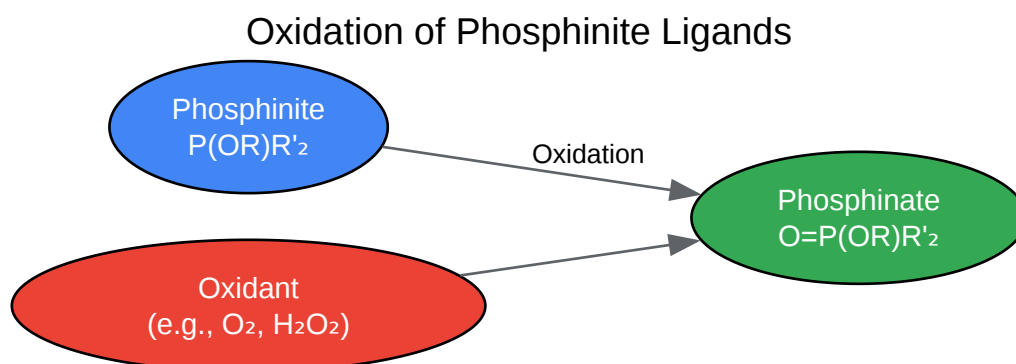 Oxidation of Phosphinite Ligands
Phosphinite
P(OR)R'₂
Oxidation
Phosphinate
O=P(OR)R'₂
Oxidant
(e.g., O₂, H₂O₂)